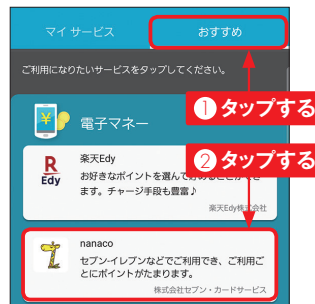 マイ サービス
おすすめ
ご利用になりたいサービスをタップしてください。
① タップする
電子マネー
② タップする
R
Edy
楽天Edy
お好きなポイントを選んで
ます。チャージ手段も豊富♪
楽天Edy株式会社
nanaco
セブン-イレブンなどでご利用でき、ご利用ご
とにポイントがたまります。
株式会社セブン・カードサービス